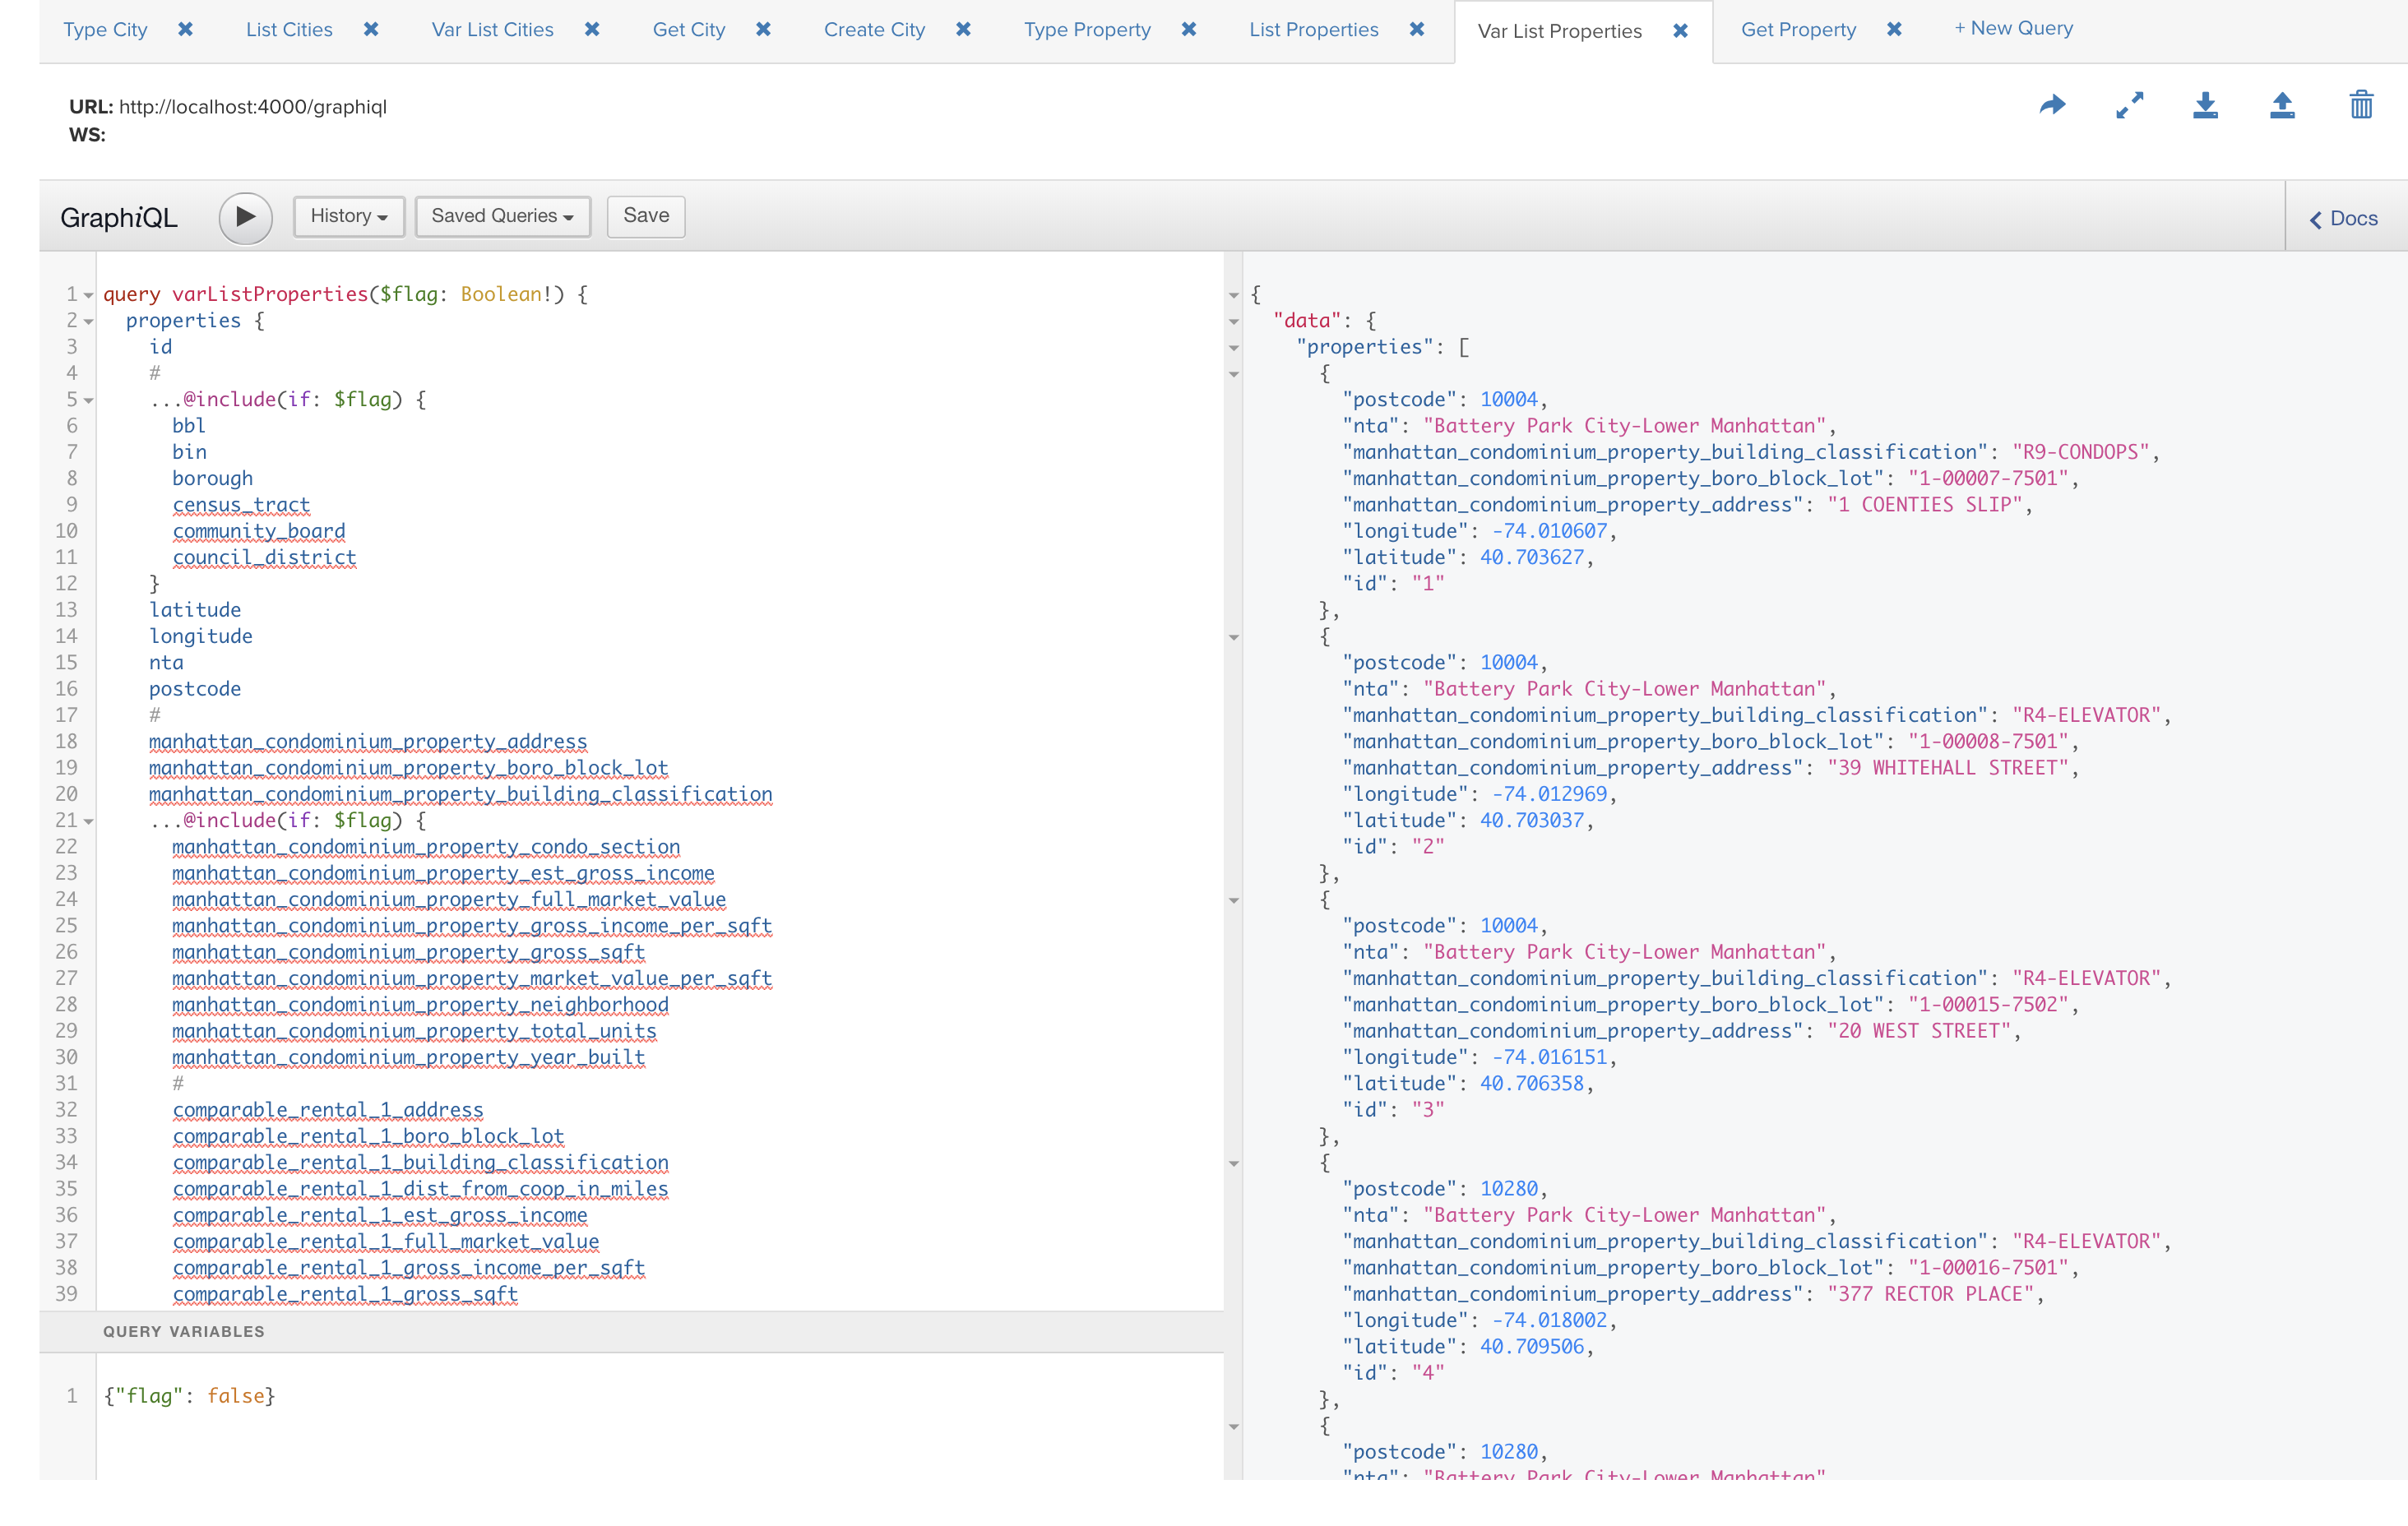 Type City ✖ List Cities ✖ Var List Cities ✖ Get City ✖ Create City ✖ Type Property ✖ List Properties ✖ Var List Properties ✖ Get Property ✖ + New Query
URL: http://localhost:4000/graphiql
WS:
GraphiQL History Saved Queries Save Docs
1 query varListProperties($flag: Boolean!) {
2 properties {
3 id
4 #
5 ...@include(if: $flag) {
6 bbl
7 bin
8 borough
9 census_tract
10 community_board
11 council_district
12 }
13 latitude
14 longitude
15 nta
16 postcode
17 #
18 manhattan_condominium_property_address
19 manhattan_condominium_property_boro_block_lot
20 manhattan_condominium_property_building_classification
21 ...@include(if: $flag) {
22 manhattan_condominium_property_condo_section
23 manhattan_condominium_property_est_gross_income
24 manhattan_condominium_property_full_market_value
25 manhattan_condominium_property_gross_income_per_sqft
26 manhattan_condominium_property_gross_sqft
27 manhattan_condominium_property_market_value_per_sqft
28 manhattan_condominium_property_neighborhood
29 manhattan_condominium_property_total_units
30 manhattan_condominium_property_year_built
31 #
32 comparable_rental_1_address
33 comparable_rental_1_boro_block_lot
34 comparable_rental_1_building_classification
35 comparable_rental_1_dist_from_coop_in_miles
36 comparable_rental_1_est_gross_income
37 comparable_rental_1_full_market_value
38 comparable_rental_1_gross_income_per_sqft
39 comparable_rental_1_gross_sqft
QUERY VARIABLES
1 {"flag": false}
{
"data": {
"properties": [
{
"postcode": 10004,
"nta": "Battery Park City-Lower Manhattan",
"manhattan_condominium_property_building_classification": "R9-CONDOPS",
"manhattan_condominium_property_boro_block_lot": "1-00007-7501",
"manhattan_condominium_property_address": "1 COENTIES SLIP",
"longitude": -74.010607,
"latitude": 40.703627,
"id": "1"
},
{
"postcode": 10004,
"nta": "Battery Park City-Lower Manhattan",
"manhattan_condominium_property_building_classification": "R4-ELEVATOR",
"manhattan_condominium_property_boro_block_lot": "1-00008-7501",
"manhattan_condominium_property_address": "39 WHITEHALL STREET",
"longitude": -74.012969,
"latitude": 40.703037,
"id": "2"
},
{
"postcode": 10004,
"nta": "Battery Park City-Lower Manhattan",
"manhattan_condominium_property_building_classification": "R4-ELEVATOR",
"manhattan_condominium_property_boro_block_lot": "1-00015-7502",
"manhattan_condominium_property_address": "20 WEST STREET",
"longitude": -74.016151,
"latitude": 40.706358,
"id": "3"
},
{
"postcode": 10280,
"nta": "Battery Park City-Lower Manhattan",
"manhattan_condominium_property_building_classification": "R4-ELEVATOR",
"manhattan_condominium_property_boro_block_lot": "1-00016-7501",
"manhattan_condominium_property_address": "377 RECTOR PLACE",
"longitude": -74.018002,
"latitude": 40.709506,
"id": "4"
},
{
"postcode": 10280,
"nta": "Battery Park City-Lower Manhattan"